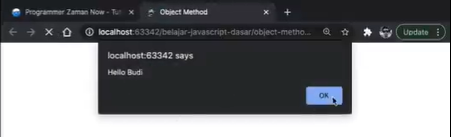 Programmer Zaman Now - Tut
Object Method
localhost:63342/belajar-javascript-dasar/object-metho...
Update
localhost:63342 says
Hello Budi
OK